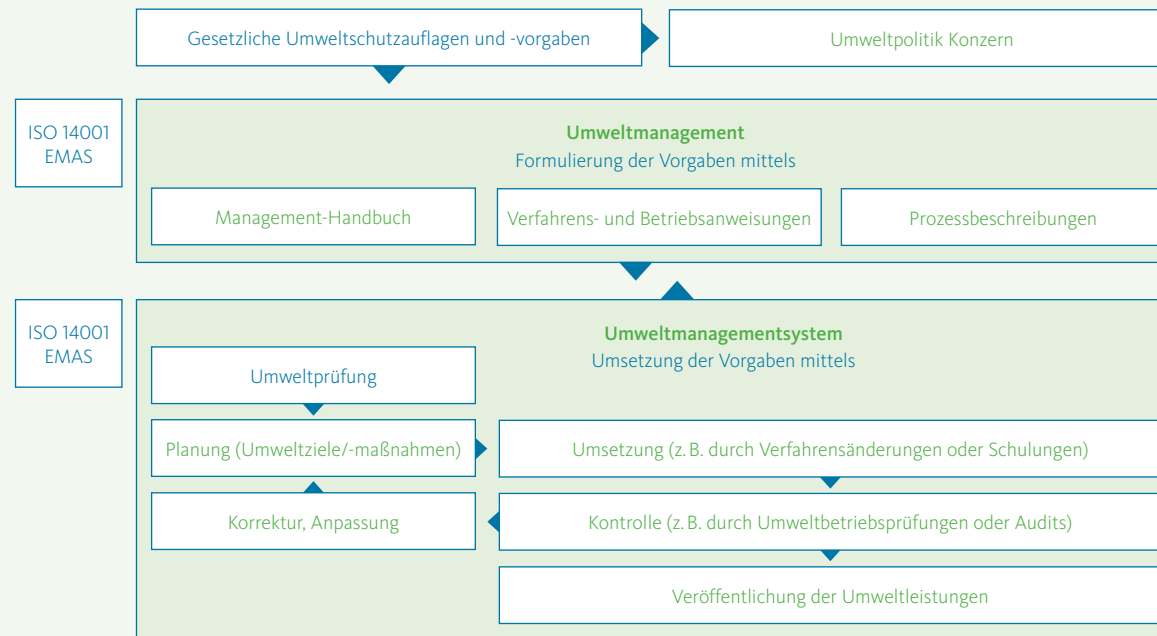 Gesetzliche Umweltschutzauflagen und -vorgaben
Umweltpolitik Konzern
ISO 14001
EMAS
Umweltmanagement
Formulierung der Vorgaben mittels
Management-Handbuch
Verfahrens- und Betriebsanweisungen
Prozessbeschreibungen
ISO 14001
EMAS
Umweltmanagementsystem
Umsetzung der Vorgaben mittels
Umweltprüfung
Planung (Umweltziele/-maßnahmen)
Umsetzung (z. B. durch Verfahrensänderungen oder Schulungen)
Korrektur, Anpassung
Kontrolle (z. B. durch Umweltbetriebsprüfungen oder Audits)
Veröffentlichung der Umweltleistungen